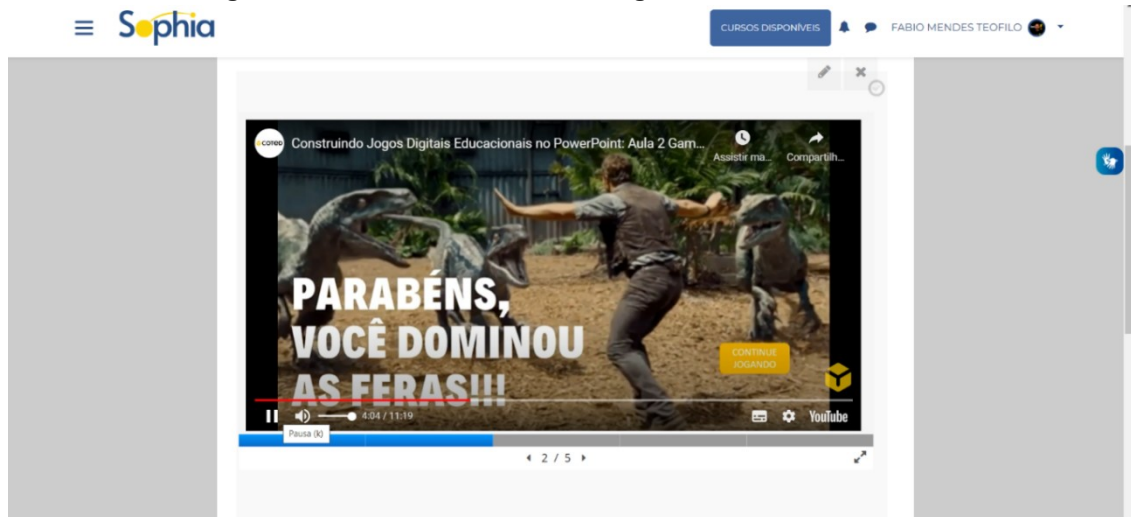 Sophia
CURSOS DISPONÍVEIS
FABIO MENDES TEOFILO
COTED
Construindo Jogos Digitais Educacionais no PowerPoint: Aula 2 Gam...
Assistir ma...
Compartilh...
PARABÉNS,
VOCÊ DOMINOU
AS FERAS!!!
CONTINUE
JOGANDO
4:04 / 11:19
YouTube
Pausa (k)
2 / 5